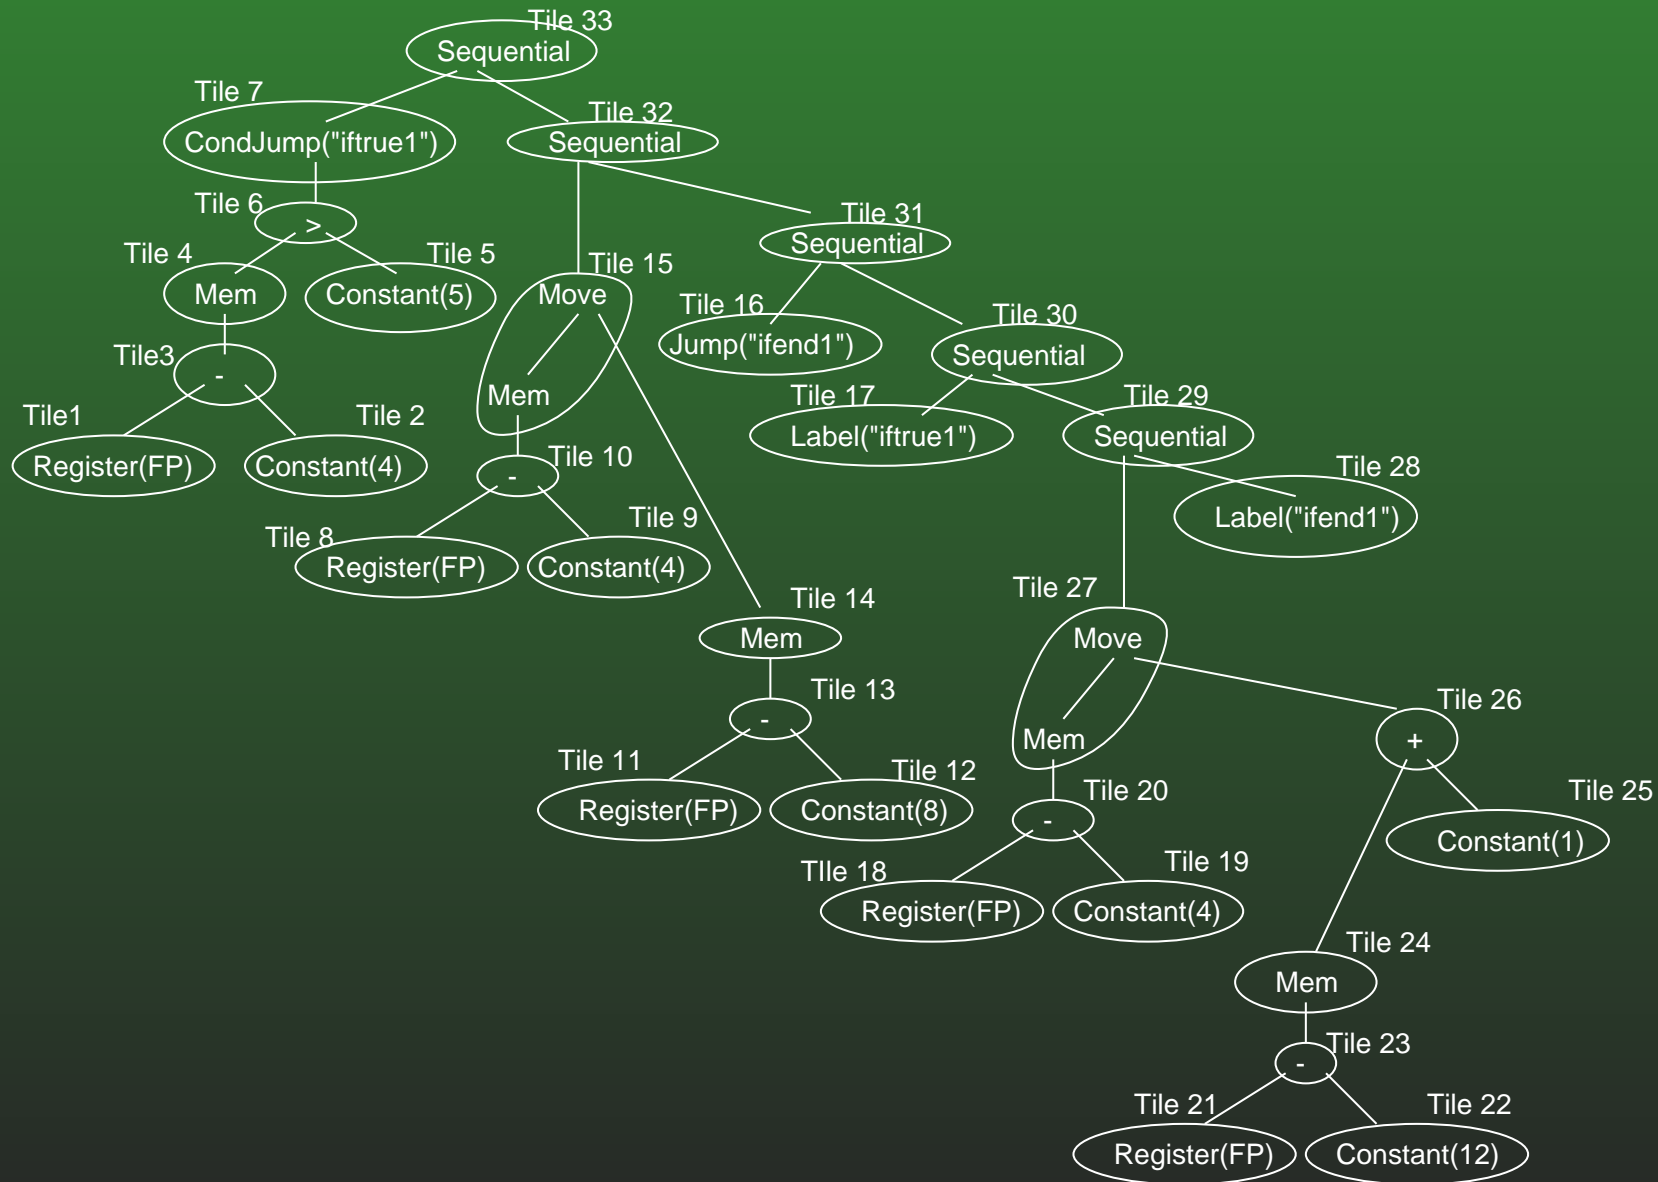 Tile 33
Sequential
Tile 7
CondJump("iftrue1")
Tile 32
Sequential
Tile 6
>
Tile 31
Sequential
Tile 4
Mem
Tile 5
Constant(5)
Tile 15
Move
Mem
Tile 16
Jump("ifend1")
Tile 30
Sequential
Tile3
-
Tile1
Register(FP)
Tile 2
Constant(4)
Tile 17
Label("iftrue1")
Tile 29
Sequential
Tile 10
-
Tile 28
Label("ifend1")
Tile 8
Register(FP)
Tile 9
Constant(4)
Tile 14
Mem
Tile 27
Move
Mem
Tile 13
-
Tile 26
+
Tile 11
Register(FP)
Tile 12
Constant(8)
Tile 20
-
Tile 25
Constant(1)
TIle 18
Register(FP)
Tile 19
Constant(4)
Tile 24
Mem
Tile 23
-
Tile 21
Register(FP)
Tile 22
Constant(12)